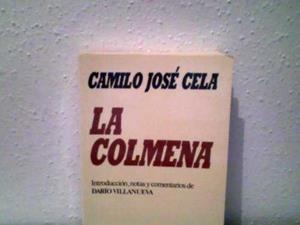 CAMILO JOSÉ CELA
LA
COLMENA
Introducción, notas y comentarios de
DARÍO VILLANUEVA